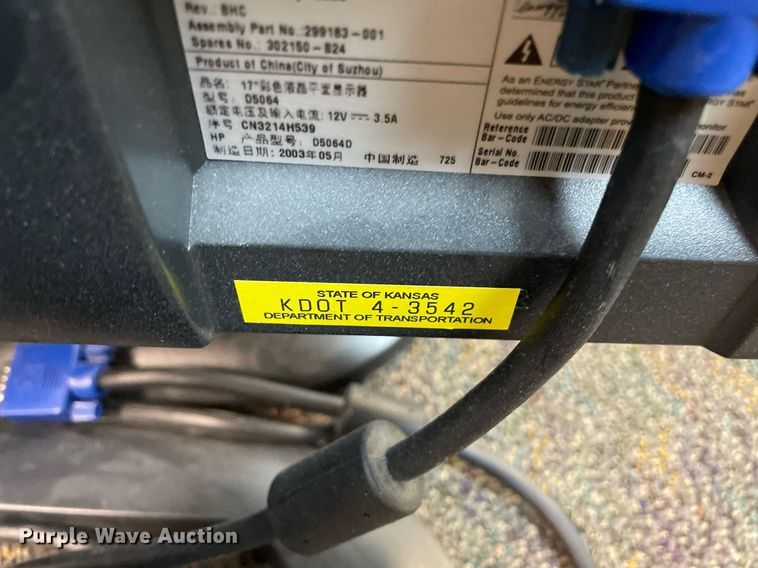 Rev.: BHC
Assembly Part No.:299183-001
Spares No.: 302150-B24
Product of China(City of Suzhou)
品名: 17"彩色液晶平面显示器
型号: D5064
额定电压及输入电流: 12V 3.5A
序号 CN3214H539
HP 产品型号: D5064D
制造日期: 2003年05月 中国制造 725
energy
As an ENERGY STAR Partner
determined that this product
guidelines for energy
Use only AC/DC adapter
monitor.
Reference
Bar-Code
Serial No.
Bar-Code
CM-2
STATE OF KANSAS
KDOT 4-3542
DEPARTMENT OF TRANSPORTATION
Purple Wave Auction